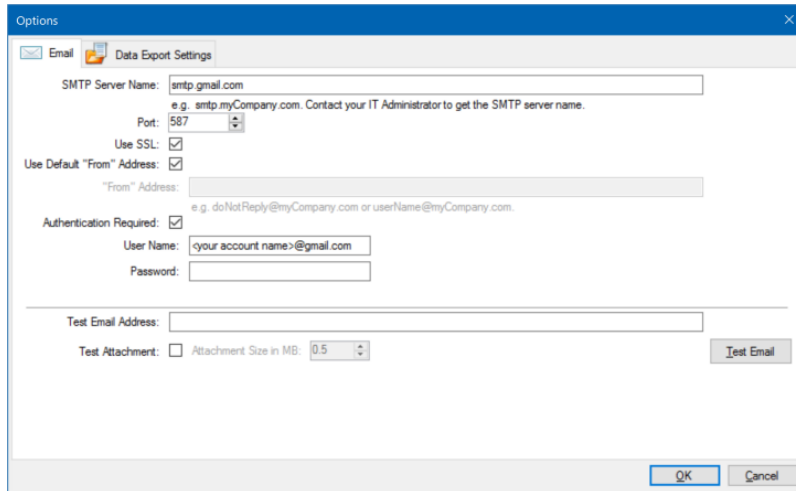 Options
Email Data Export Settings
SMTP Server Name: smtp.gmail.com
e.g. smtp.myCompany.com. Contact your IT Administrator to get the SMTP server name.
Port: 587
Use SSL:
Use Default "From" Address:
"From" Address:
e.g. doNotReply@myCompany.com or userName@myCompany.com.
Authentication Required:
User Name: <your account name>@gmail.com
Password:
Test Email Address:
Test Attachment: Attachment Size in MB: 0.5 Test Email
OK Cancel